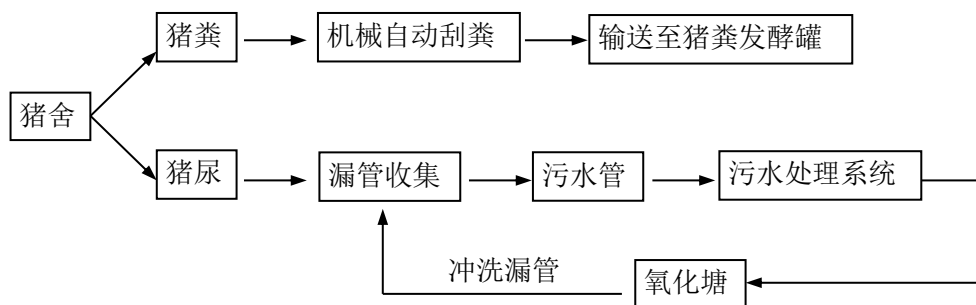 猪粪
机械自动刮粪
输送至猪粪发酵罐
猪舍
猪尿
漏管收集
污水管
污水处理系统
冲洗漏管
氧化塘